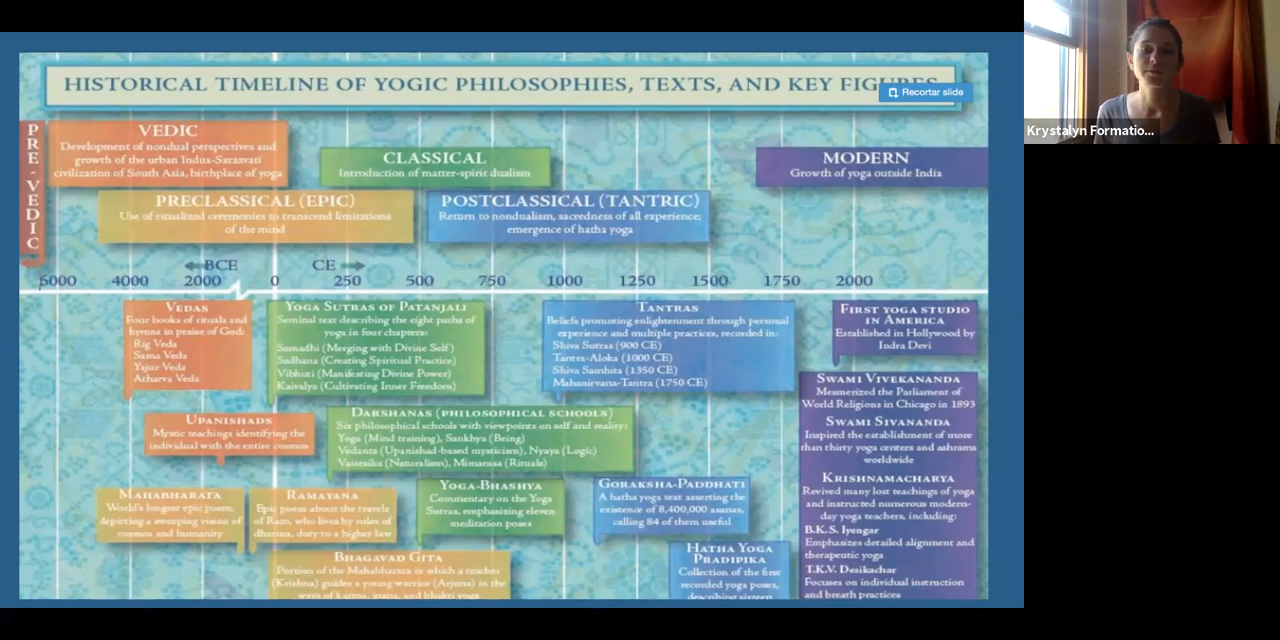 HISTORICAL TIMELINE OF YOGIC PHILOSOPHIES, TEXTS, AND KEY FIGURES
Recortar slide
Krystalyn Formatio...
PRE-VEDIC
VEDIC
Development of nondual perspectives and
growth of the urban Indus-Sarasvati
civilization of South Asia, birthplace of yoga
CLASSICAL
Introduction of matter-spirit dualism
MODERN
Growth of yoga outside India
PRECLASSICAL (EPIC)
Use of ritualized ceremonies to transcend limitations
of the mind
POSTCLASSICAL (TANTRIC)
Return to nondualism, sacredness of all experience;
emergence of hatha yoga
BCE CE
5000 4000 2000 0 250 500 750 1000 1250 1500 1750 2000
VEDAS
Four books of rituals and
hymns in praise of God:
Rig Veda
Sama Veda
Yajur Veda
Atharva Veda
YOGA SUTRAS OF PATANJALI
Seminal text describing the eight paths of
yoga in four chapters:
Samadhi (Merging with Divine Self)
Sadhana (Creating Spiritual Practice)
Vibhuti (Manifesting Divine Power)
Kaivalya (Cultivating Inner Freedom)
TANTRAS
Beliefs promoting enlightenment through personal
experience and multiple practices, recorded in:
Shiva Sutras (900 CE)
Tantra-Aloka (1000 CE)
Shiva Samhita (1350 CE)
Mahanirvana-Tantra (1750 CE)
FIRST YOGA STUDIO
IN AMERICA
Established in Hollywood by
Indra Devi
UPANISHADS
Mystic teachings identifying the
individual with the entire cosmos
DARSHANAS (PHILOSOPHICAL SCHOOLS)
Six philosophical schools with viewpoints on self and reality:
Yoga (Mind training), Sankhya (Being)
Vedanta (Upanishad-based mysticism), Nyaya (Logic)
Vaisesika (Naturalism), Mimamsa (Rituals)
SWAMI VIVEKANANDA
Mesmerized the Parliament of
World Religions in Chicago in 1893
SWAMI SIVANANDA
Inspired the establishment of more
than thirty yoga centers and ashrams
worldwide
KRISHNAMACHARYA
Revived many lost teachings of yoga
and instructed numerous modern-
day yoga teachers, including:
B.K.S. Iyengar
Emphasizes detailed alignment and
therapeutic yoga
T.K.V. Desikachar
Focuses on individual instruction
and breath practices
MAHABHARATA
World's longest epic poem,
depicting a sweeping vision of
cosmos and humanity
RAMAYANA
Epic poem about the travels
of Ram, who lives by rules of
dharma, duty to a higher law
YOGA-BHASHYA
Commentary on the Yoga
Sutras, emphasizing eleven
meditation poses
GORAKSHA-PADDHATI
A hatha yoga text asserting the
existence of 8,400,000 asanas,
calling 84 of them useful
BHAGAVAD GITA
Portion of the Mahabharata in which a teacher
(Krishna) guides a young warrior (Arjuna) in the
ways of karma, jnana, and bhakti yoga
HATHA YOGA
PRADIPIKA
Collection of the first
recorded yoga poses,
describing sixteen